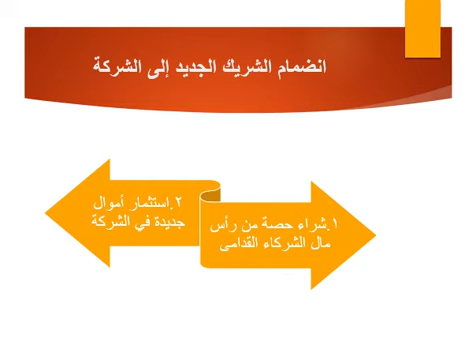 انضمام الشريك الجديد إلى الشركة
١.شراء حصة من رأس
مال الشركاء القدامى
٢.استثمار أموال
جديدة في الشركة